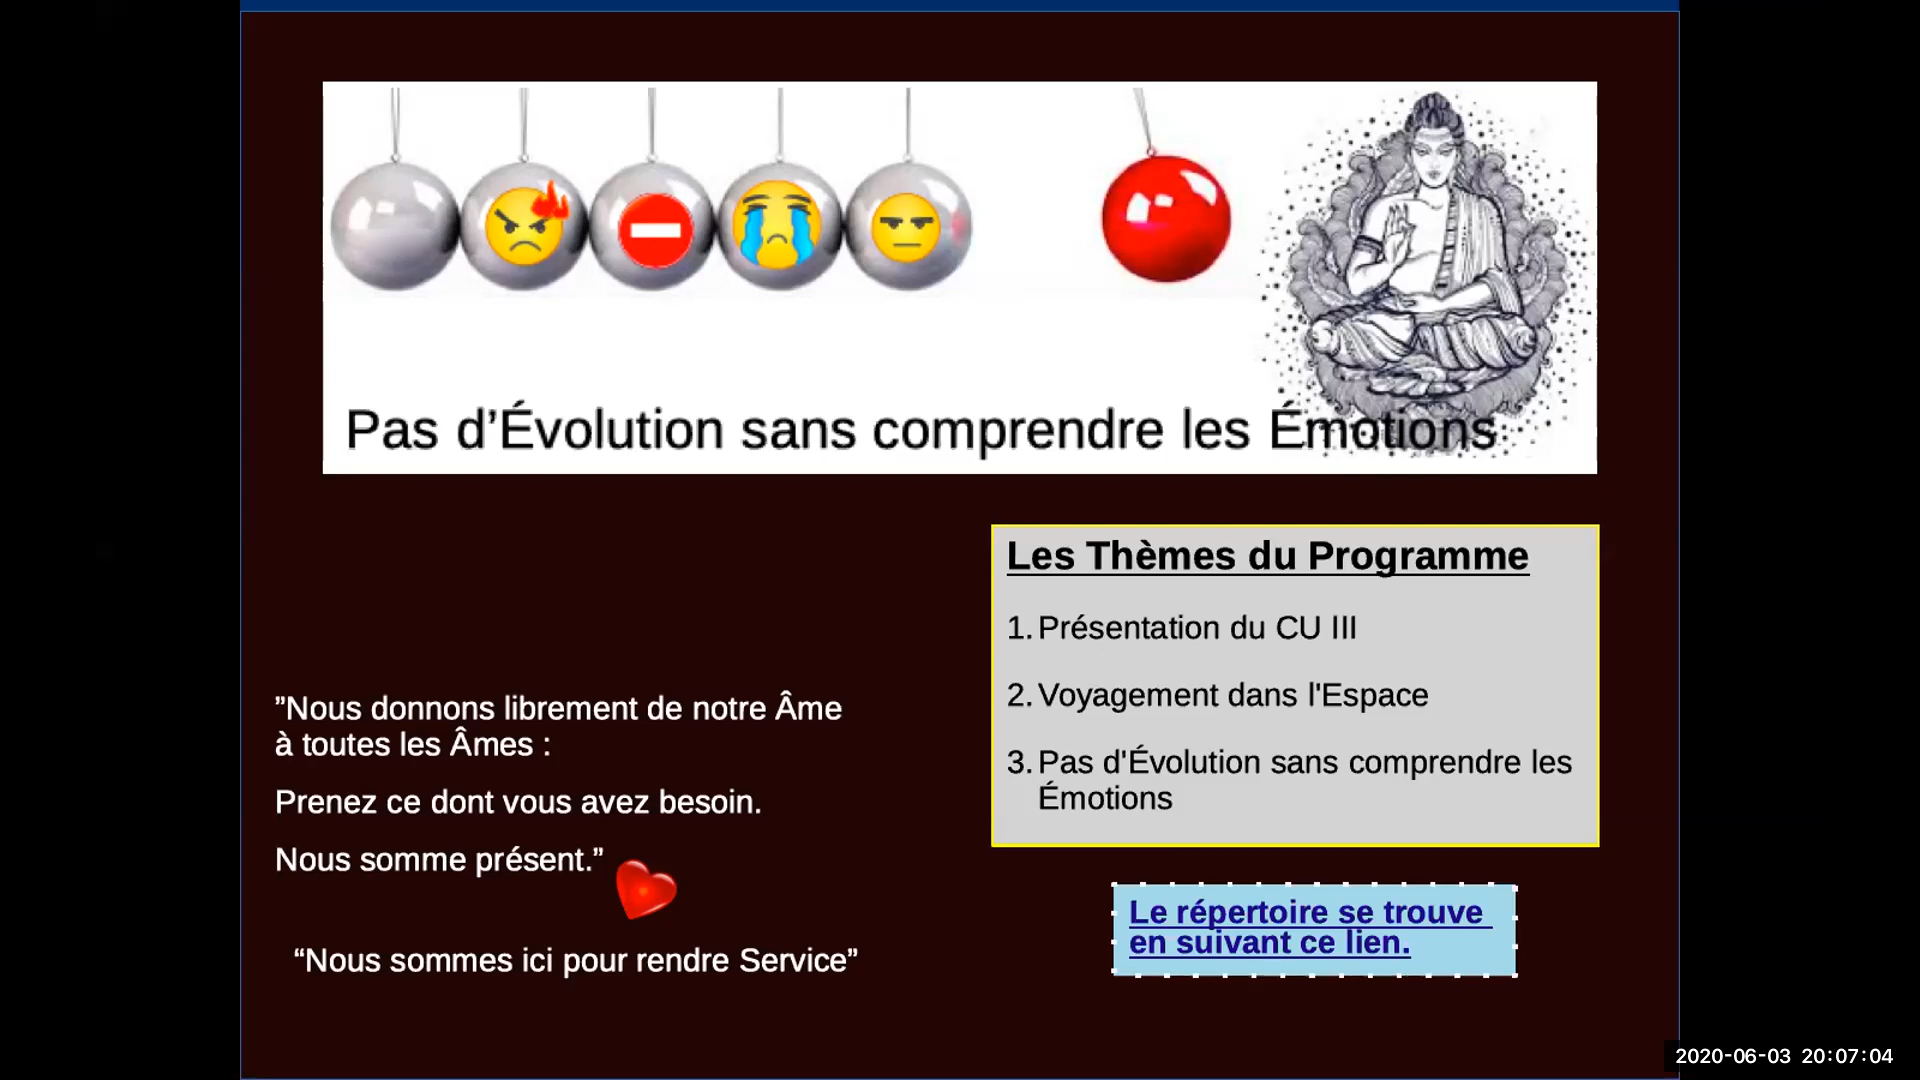 Pas d’Évolution sans comprendre les Émotions
Les Thèmes du Programme
1. Présentation du CU III
2. Voyagement dans l'Espace
3. Pas d'Évolution sans comprendre les
Émotions
”Nous donnons librement de notre Âme
à toutes les Âmes :
Prenez ce dont vous avez besoin.
Nous somme présent.”
“Nous sommes ici pour rendre Service”
Le répertoire se trouve
en suivant ce lien.
2020-06-03 20:07:04